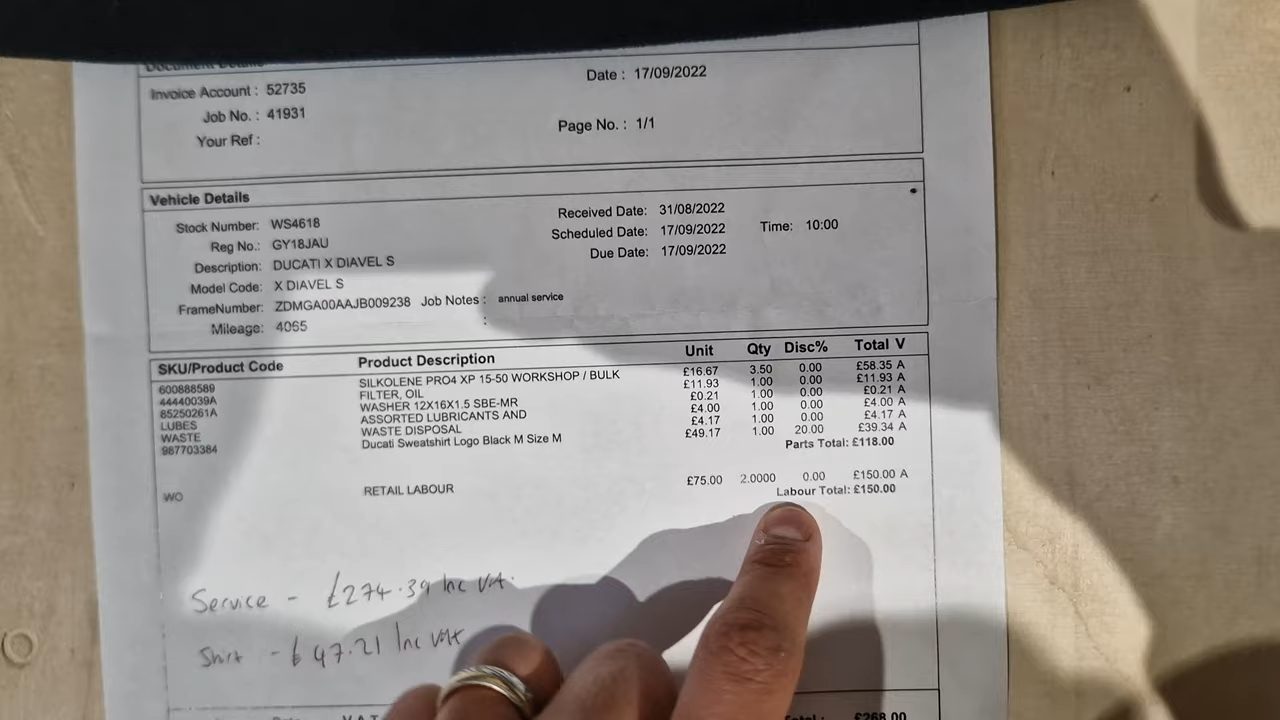 Document Details
Invoice Account : 52735
Date : 17/09/2022
Job No. : 41931
Your Ref :
Page No. : 1/1
Vehicle Details
Stock Number: WS4618
Received Date: 31/08/2022
Reg No.: GY18JAU
Scheduled Date: 17/09/2022 Time: 10:00
Description: DUCATI X DIAVEL S
Due Date: 17/09/2022
Model Code: X DIAVEL S
FrameNumber: ZDMGA00AAJB009238 Job Notes : annual service
Mileage: 4065 :
SKU/Product Code Product Description Unit Qty Disc% Total V
600888589 SILKOLENE PRO4 XP 15-50 WORKSHOP / BULK £16.67 3.50 0.00 £58.35 A
44440039A FILTER, OIL £11.93 1.00 0.00 £11.93 A
85250261A WASHER 12X16X1.5 SBE-MR £0.21 1.00 0.00 £0.21 A
LUBES ASSORTED LUBRICANTS AND £4.00 1.00 0.00 £4.00 A
WASTE WASTE DISPOSAL £4.17 1.00 0.00 £4.17 A
987703384 Ducati Sweatshirt Logo Black M Size M £49.17 1.00 20.00 £39.34 A
Parts Total: £118.00
WO RETAIL LABOUR £75.00 2.0000 0.00 £150.00 A
Labour Total: £150.00
Service - £274.39 Inc VA.
Shirt - £47.21 Inc VAt
£268.00